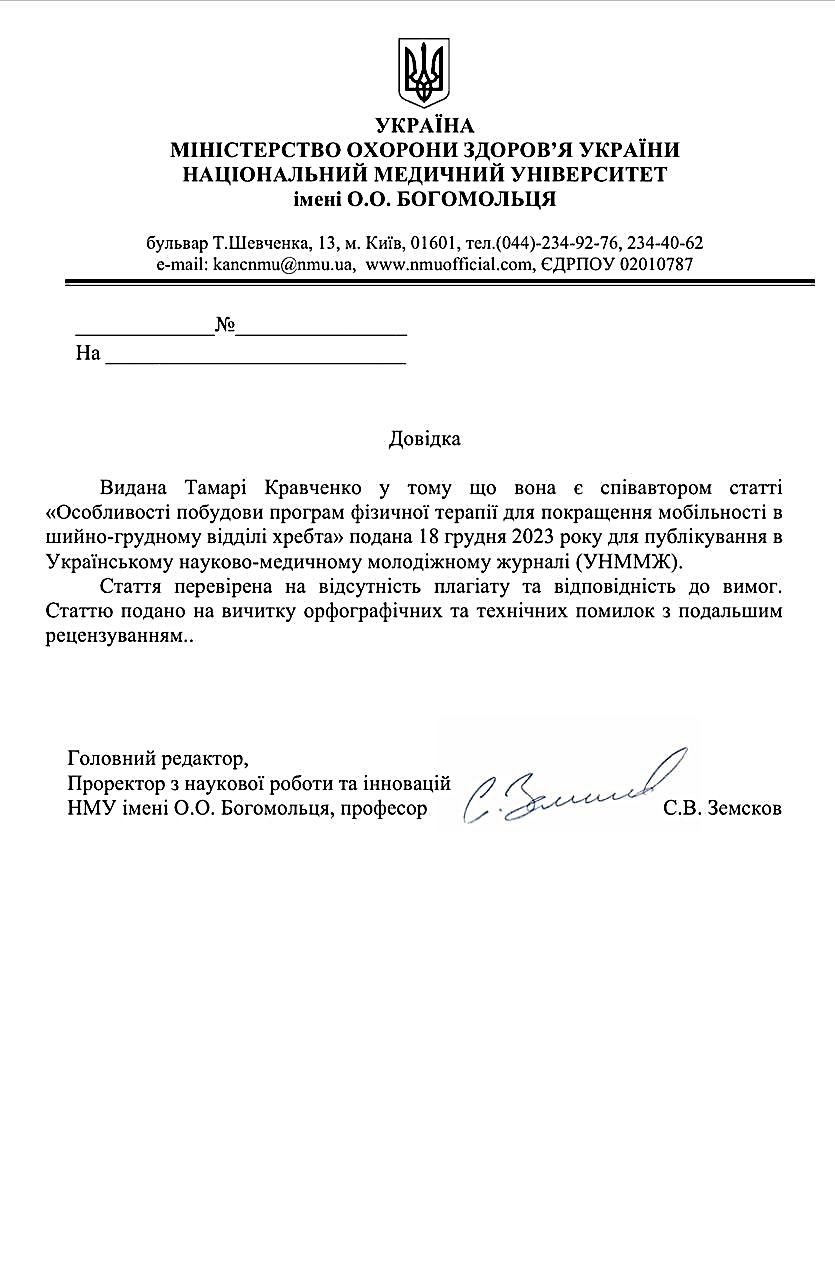 УКРАЇНА
МІНІСТЕРСТВО ОХОРОНИ ЗДОРОВ’Я УКРАЇНИ
НАЦІОНАЛЬНИЙ МЕДИЧНИЙ УНІВЕРСИТЕТ
імені О.О. БОГОМОЛЬЦЯ
бульвар Т.Шевченка, 13, м. Київ, 01601, тел.(044)-234-92-76, 234-40-62
e-mail: kancnmu@nmu.ua, www.nmuofficial.com, ЄДРПОУ 02010787
_____________№________________
На ____________________________
Довідка
Видана Тамарі Кравченко у тому що вона є співавтором статті
«Особливості побудови програм фізичної терапії для покращення мобільності в
шийно-грудному відділі хребта» подана 18 грудня 2023 року для публікування в
Українському науково-медичному молодіжному журналі (УНММЖ).
Стаття перевірена на відсутність плагіату та відповідність до вимог.
Статтю подано на вичитку орфографічних та технічних помилок з подальшим
рецензуванням..
Головний редактор,
Проректор з наукової роботи та інновацій
НМУ імені О.О. Богомольця, професор С.В. Земсков